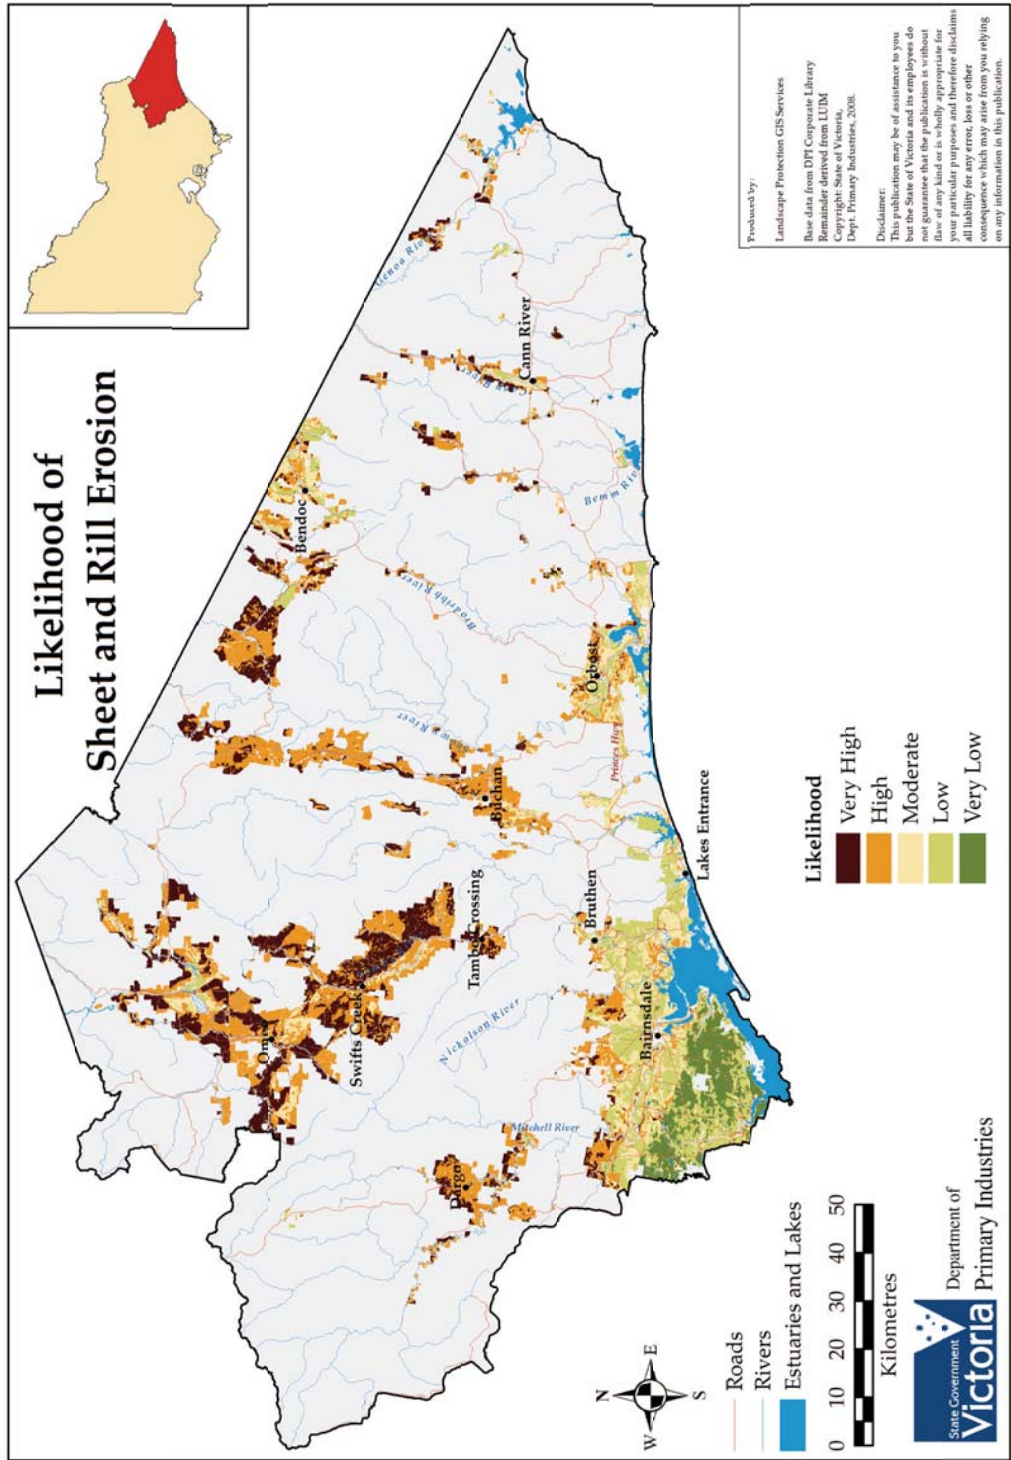 Likelihood of
Sheet and Rill Erosion
Genoa River
Cann River
Cann River
Bendoc
Bemm River
Brodribb River
Orbost
Snowy River
Princes Hwy
Buchan
Lakes Entrance
Tambo Crossing
Bruthen
Omeo
Swifts Creek
Nicholson River
Bairnsdale
Mitchell River
Dargo
N
W
E
S
Roads
Rivers
Estuaries and Lakes
0 10 20 30 40 50
Kilometres
State Government
Victoria
Department of
Primary Industries
Likelihood
Very High
High
Moderate
Low
Very Low
Produced by:
Landscape Protection GIS Services
Base data from DPI Corporate Library
Remainder derived from LUIM
Copyright: State of Victoria,
Dept. Primary Industries, 2008.
Disclaimer:
This publication may be of assistance to you
but the State of Victoria and its employees do
not guarantee that the publication is without
flaw of any kind or is wholly appropriate for
your particular purposes and therefore disclaims
all liability for any error, loss or other
consequence which may arise from you relying
on any information in this publication.